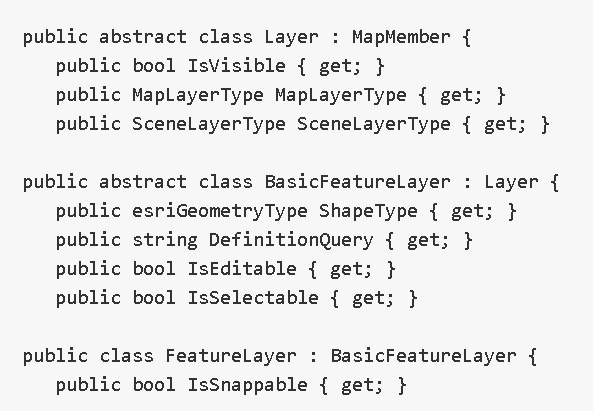 public abstract class Layer : MapMember {
public bool IsVisible { get; }
public MapLayerType MapLayerType { get; }
public SceneLayerType SceneLayerType { get; }
public abstract class BasicFeatureLayer : Layer {
public esriGeometryType ShapeType { get; }
public string DefinitionQuery { get; }
public bool IsEditable { get; }
public bool IsSelectable { get; }
public class FeatureLayer : BasicFeatureLayer {
public bool IsSnappable { get; }